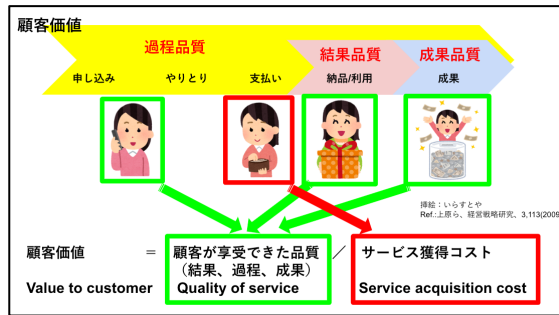 顧客価値
過程品質
結果品質
成果品質
申し込み
やりとり
支払い
納品/利用
成果
挿絵：いらすとや
Ref.:上原ら、経営戦略研究、3,113(2009
顧客価値 ＝ 顧客が享受できた品質 ／ サービス獲得コスト
（結果、過程、成果）
Value to customer Quality of service Service acquisition cost